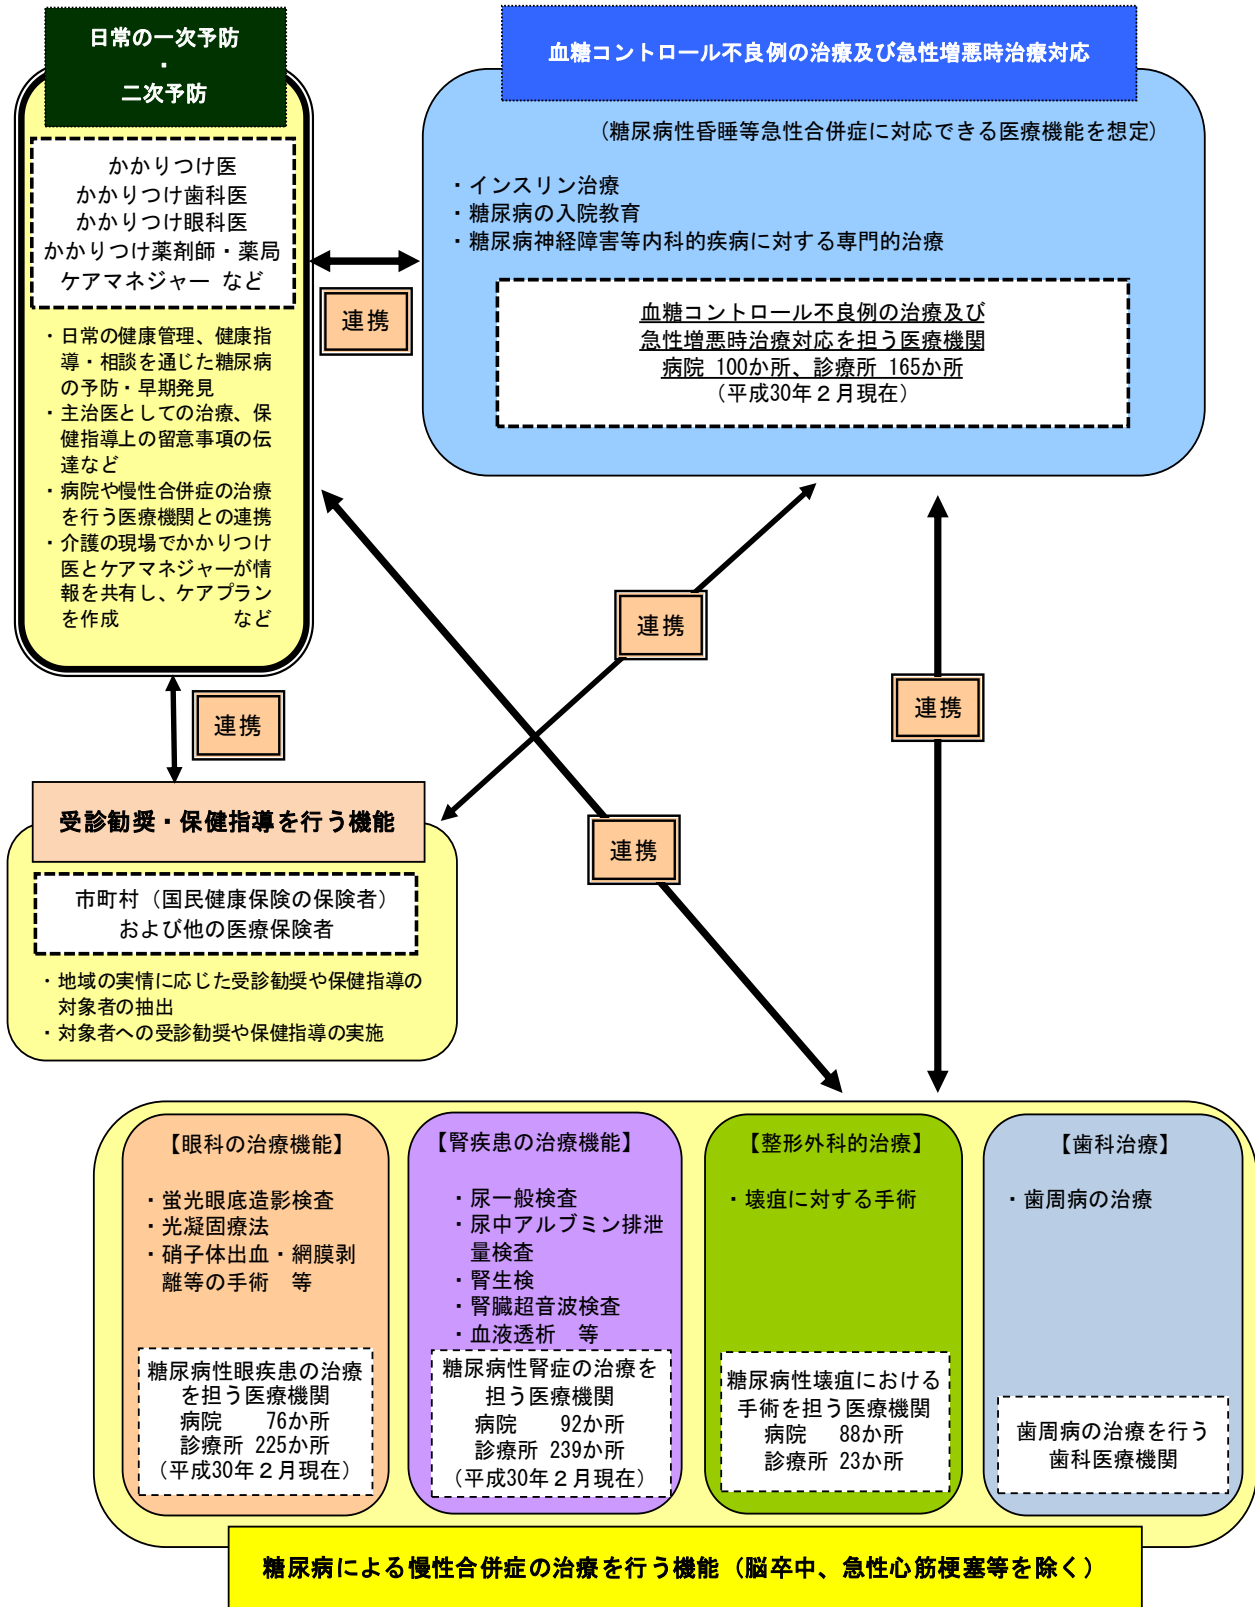 日常の一次予防
・
二次予防
かかりつけ医
かかりつけ歯科医
かかりつけ眼科医
かかりつけ薬剤師・薬局
ケアマネジャー など
・日常の健康管理、健康指
導・相談を通じた糖尿病
の予防・早期発見
・主治医としての治療、保
健指導上の留意事項の伝
達など
・病院や慢性合併症の治療
を行う医療機関との連携
・介護の現場でかかりつけ
医とケアマネジャーが情
報を共有し、ケアプラン
を作成 など
連携
血糖コントロール不良例の治療及び急性増悪時治療対応
(糖尿病性昏睡等急性合併症に対応できる医療機能を想定)
・インスリン治療
・糖尿病の入院教育
・糖尿病神経障害等内科的疾病に対する専門的治療
血糖コントロール不良例の治療及び
急性増悪時治療対応を担う医療機関
病院 100か所、診療所 165か所
（平成30年２月現在）
連携
連携
連携
連携
受診勧奨・保健指導を行う機能
市町村（国民健康保険の保険者）
および他の医療保険者
・地域の実情に応じた受診勧奨や保健指導の
対象者の抽出
・対象者への受診勧奨や保健指導の実施
【眼科の治療機能】
・蛍光眼底造影検査
・光凝固療法
・硝子体出血・網膜剥
離等の手術 等
糖尿病性眼疾患の治療
を担う医療機関
病院 76か所
診療所 225か所
（平成30年２月現在）
【腎疾患の治療機能】
・尿一般検査
・尿中アルブミン排泄
量検査
・腎生検
・腎臓超音波検査
・血液透析 等
糖尿病性腎症の治療を
担う医療機関
病院 92か所
診療所 239か所
（平成30年２月現在）
【整形外科的治療】
・壊疽に対する手術
糖尿病性壊疽における
手術を担う医療機関
病院 88か所
診療所 23か所
【歯科治療】
・歯周病の治療
歯周病の治療を行う
歯科医療機関
糖尿病による慢性合併症の治療を行う機能（脳卒中、急性心筋梗塞等を除く）